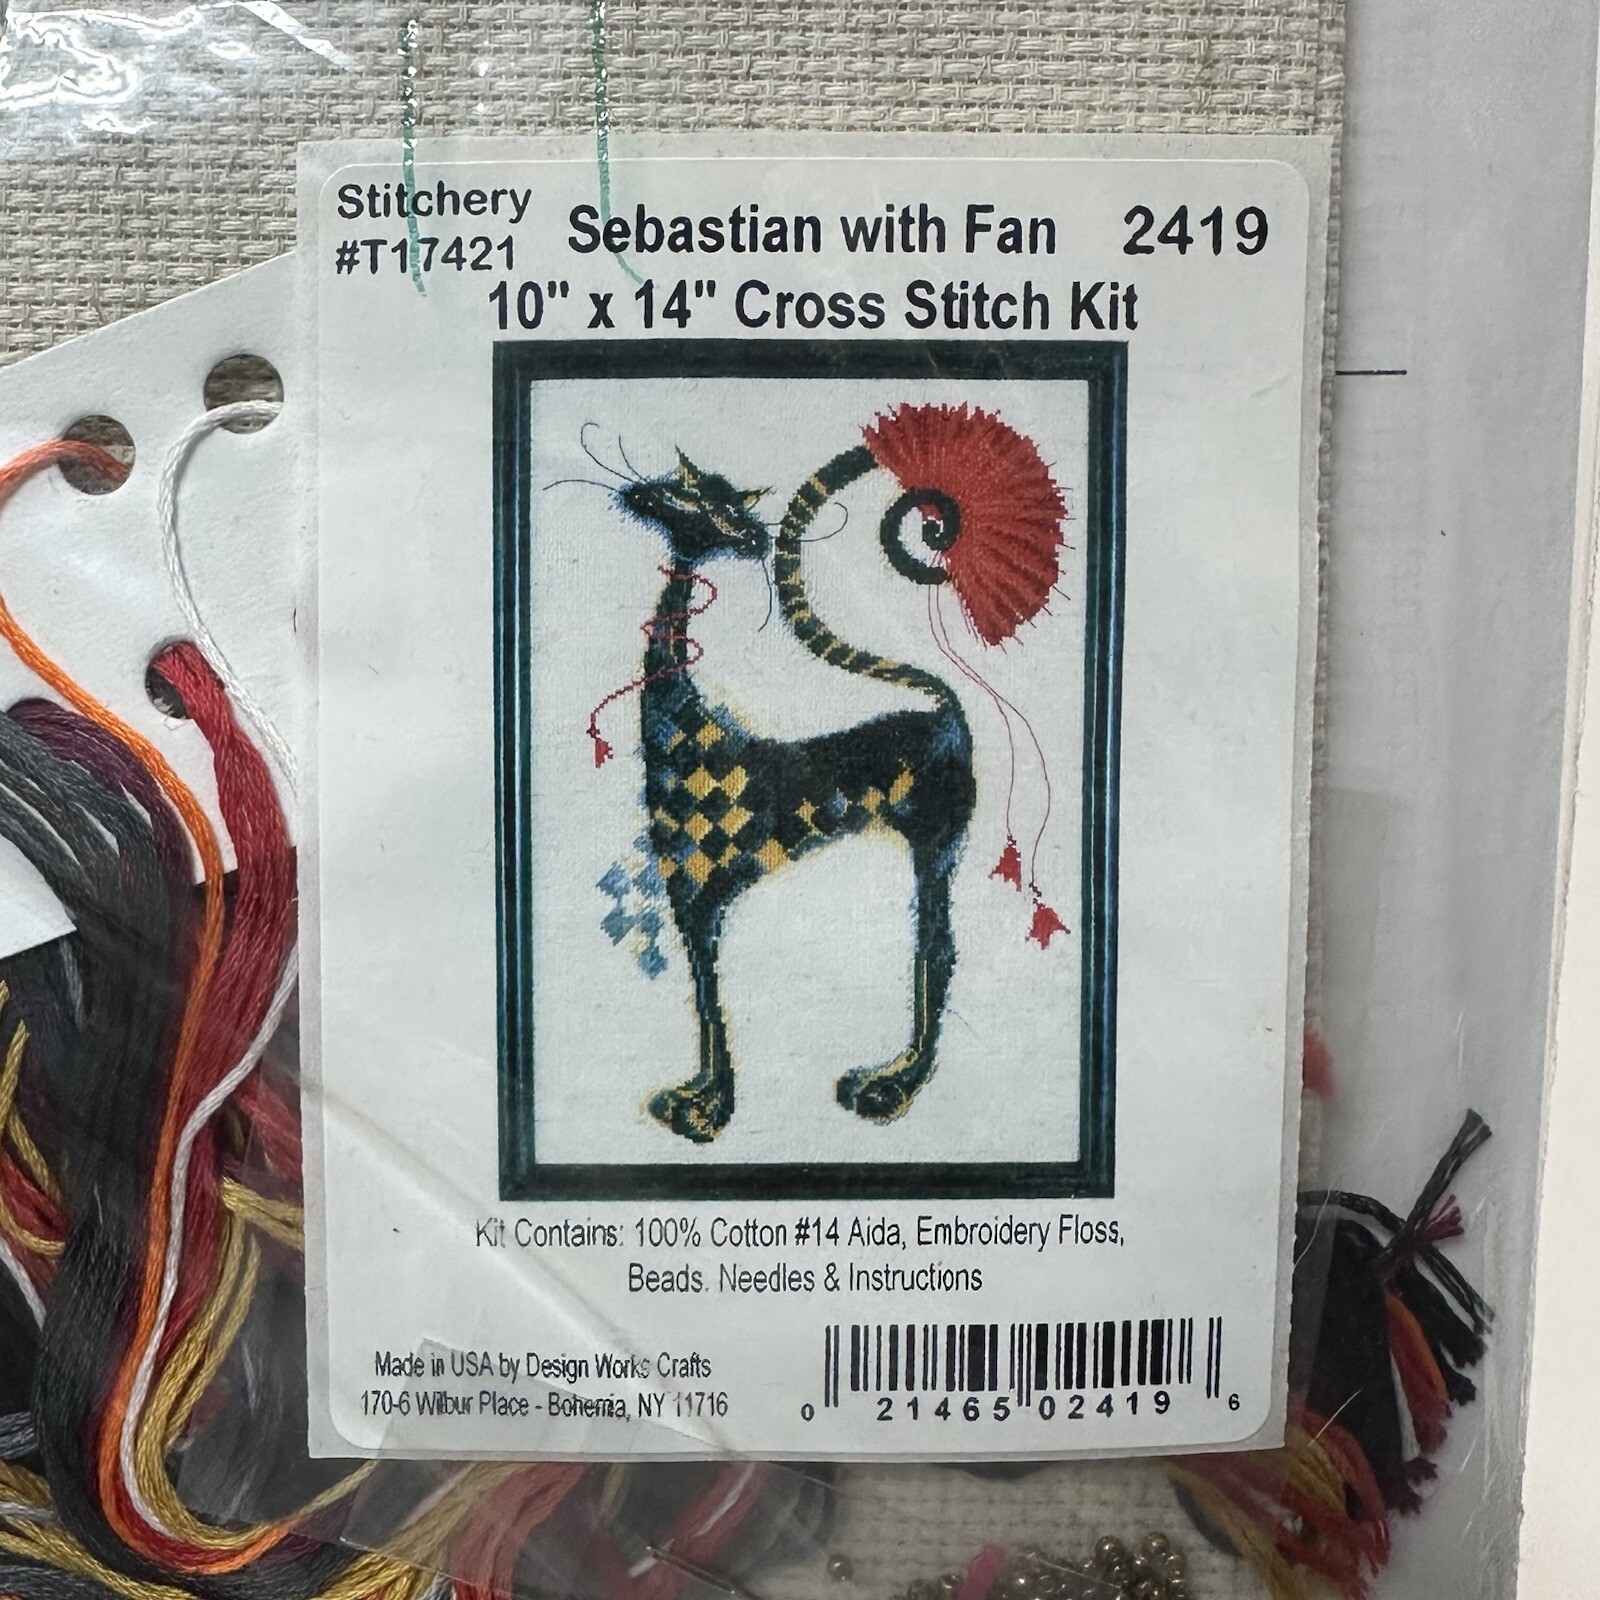 Stitchery
#T17421
Sebastian with Fan 2419
10" x 14" Cross Stitch Kit
Kit Contains: 100% Cotton #14 Aida, Embroidery Floss,
Beads, Needles & Instructions
Made in USA by Design Works Crafts
170-6 Wilbur Place - Bohemia, NY 11716
0 21465 02419 6